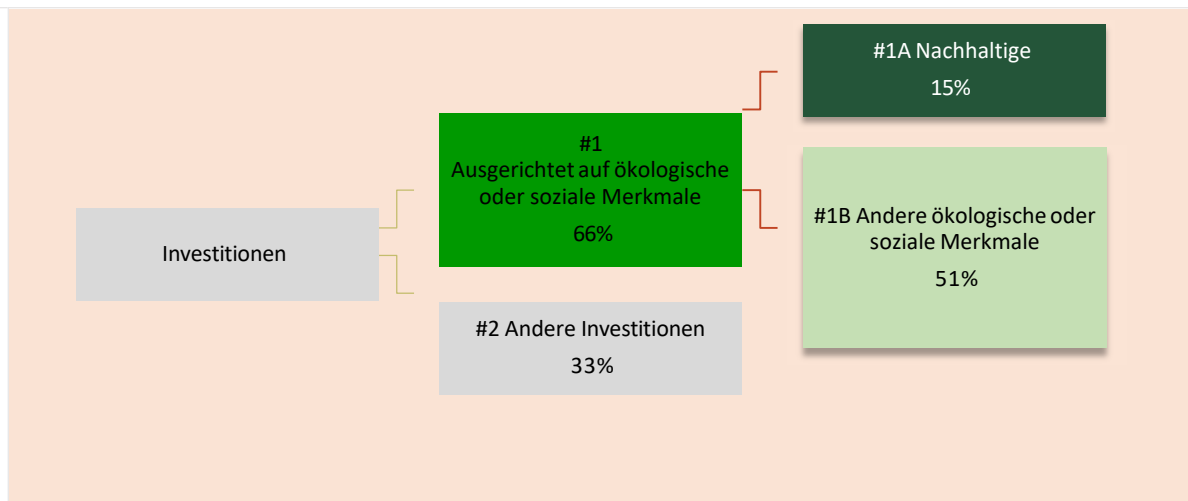 Investitionen
#1
Ausgerichtet auf ökologische
oder soziale Merkmale
66%
#2 Andere Investitionen
33%
#1A Nachhaltige
15%
#1B Andere ökologische oder
soziale Merkmale
51%